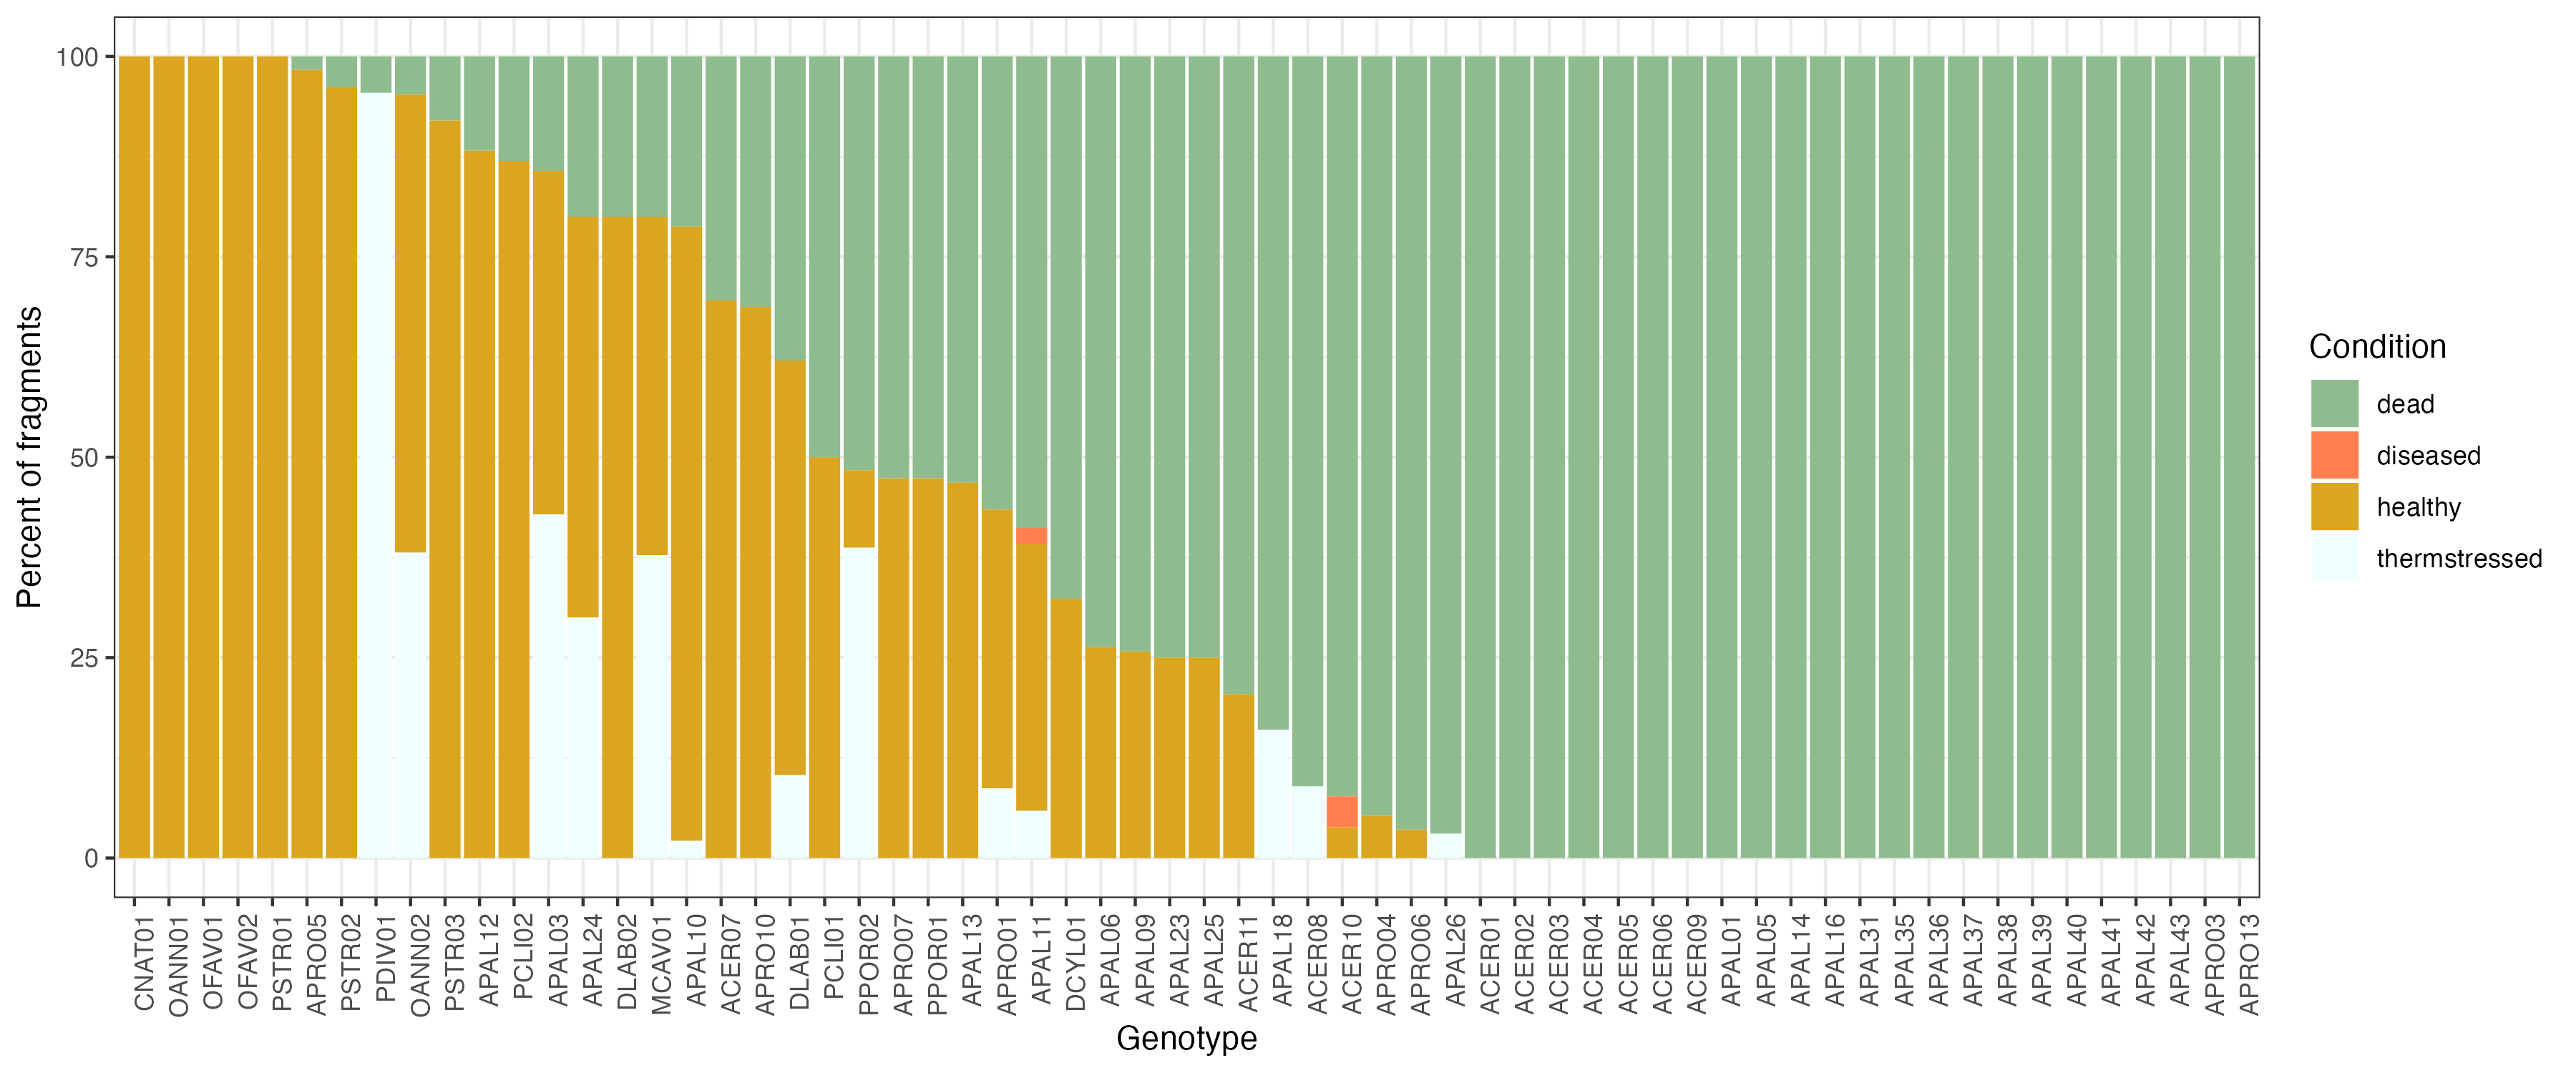 100
75
50
25
0
Percent of fragments
CNAT01
OANN01
OFAV01
OFAV02
PSTR01
APRO05
PSTR02
PDIV01
OANN02
PSTR03
APAL12
PCLI02
APAL03
APAL24
DLAB02
MCAV01
APAL10
ACER07
APRO10
DLAB01
PCLI01
PPOR02
APRO07
PPOR01
APAL13
APRO01
APAL11
DCYL01
APAL06
APAL09
APAL23
APAL25
ACER11
APAL18
ACER08
ACER10
APRO04
APRO06
APAL26
ACER01
ACER02
ACER03
ACER04
ACER05
ACER06
ACER09
APAL01
APAL05
APAL14
APAL16
APAL31
APAL35
APAL36
APAL37
APAL38
APAL39
APAL40
APAL41
APAL42
APAL43
APRO03
APRO13
Genotype
Condition
dead
diseased
healthy
thermstressed